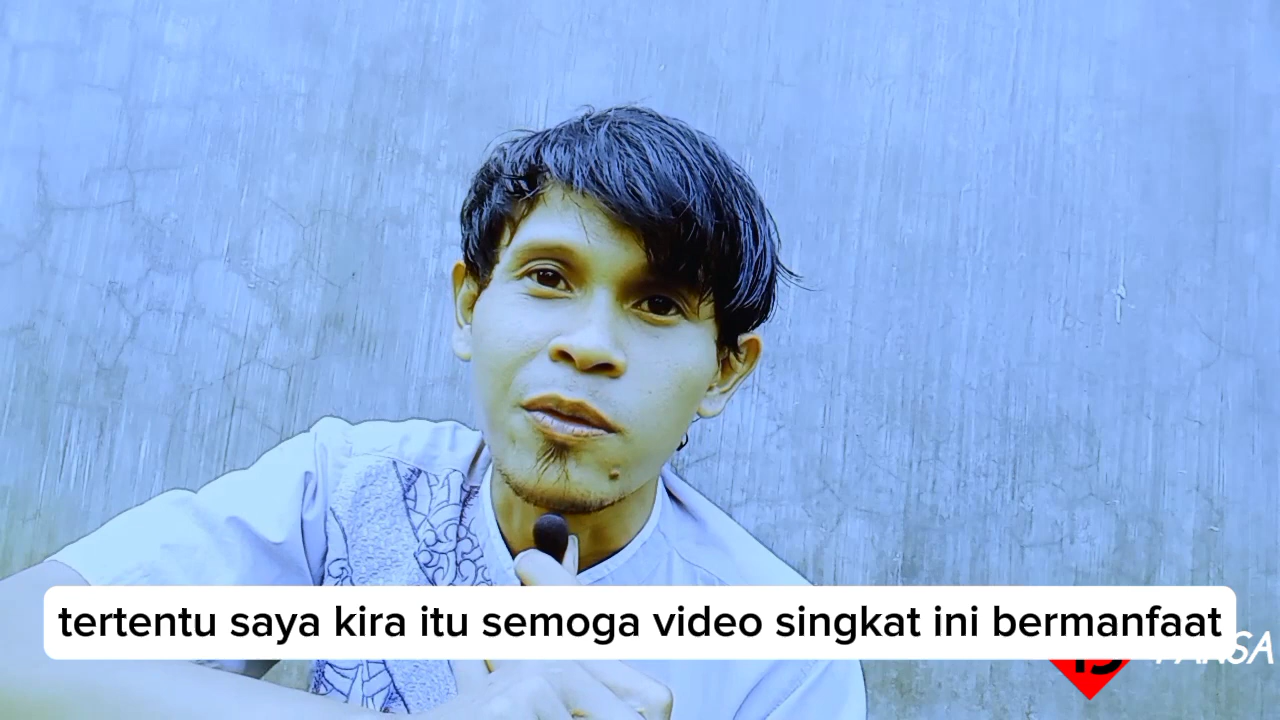 tertentu saya kira itu semoga video singkat ini bermanfaat